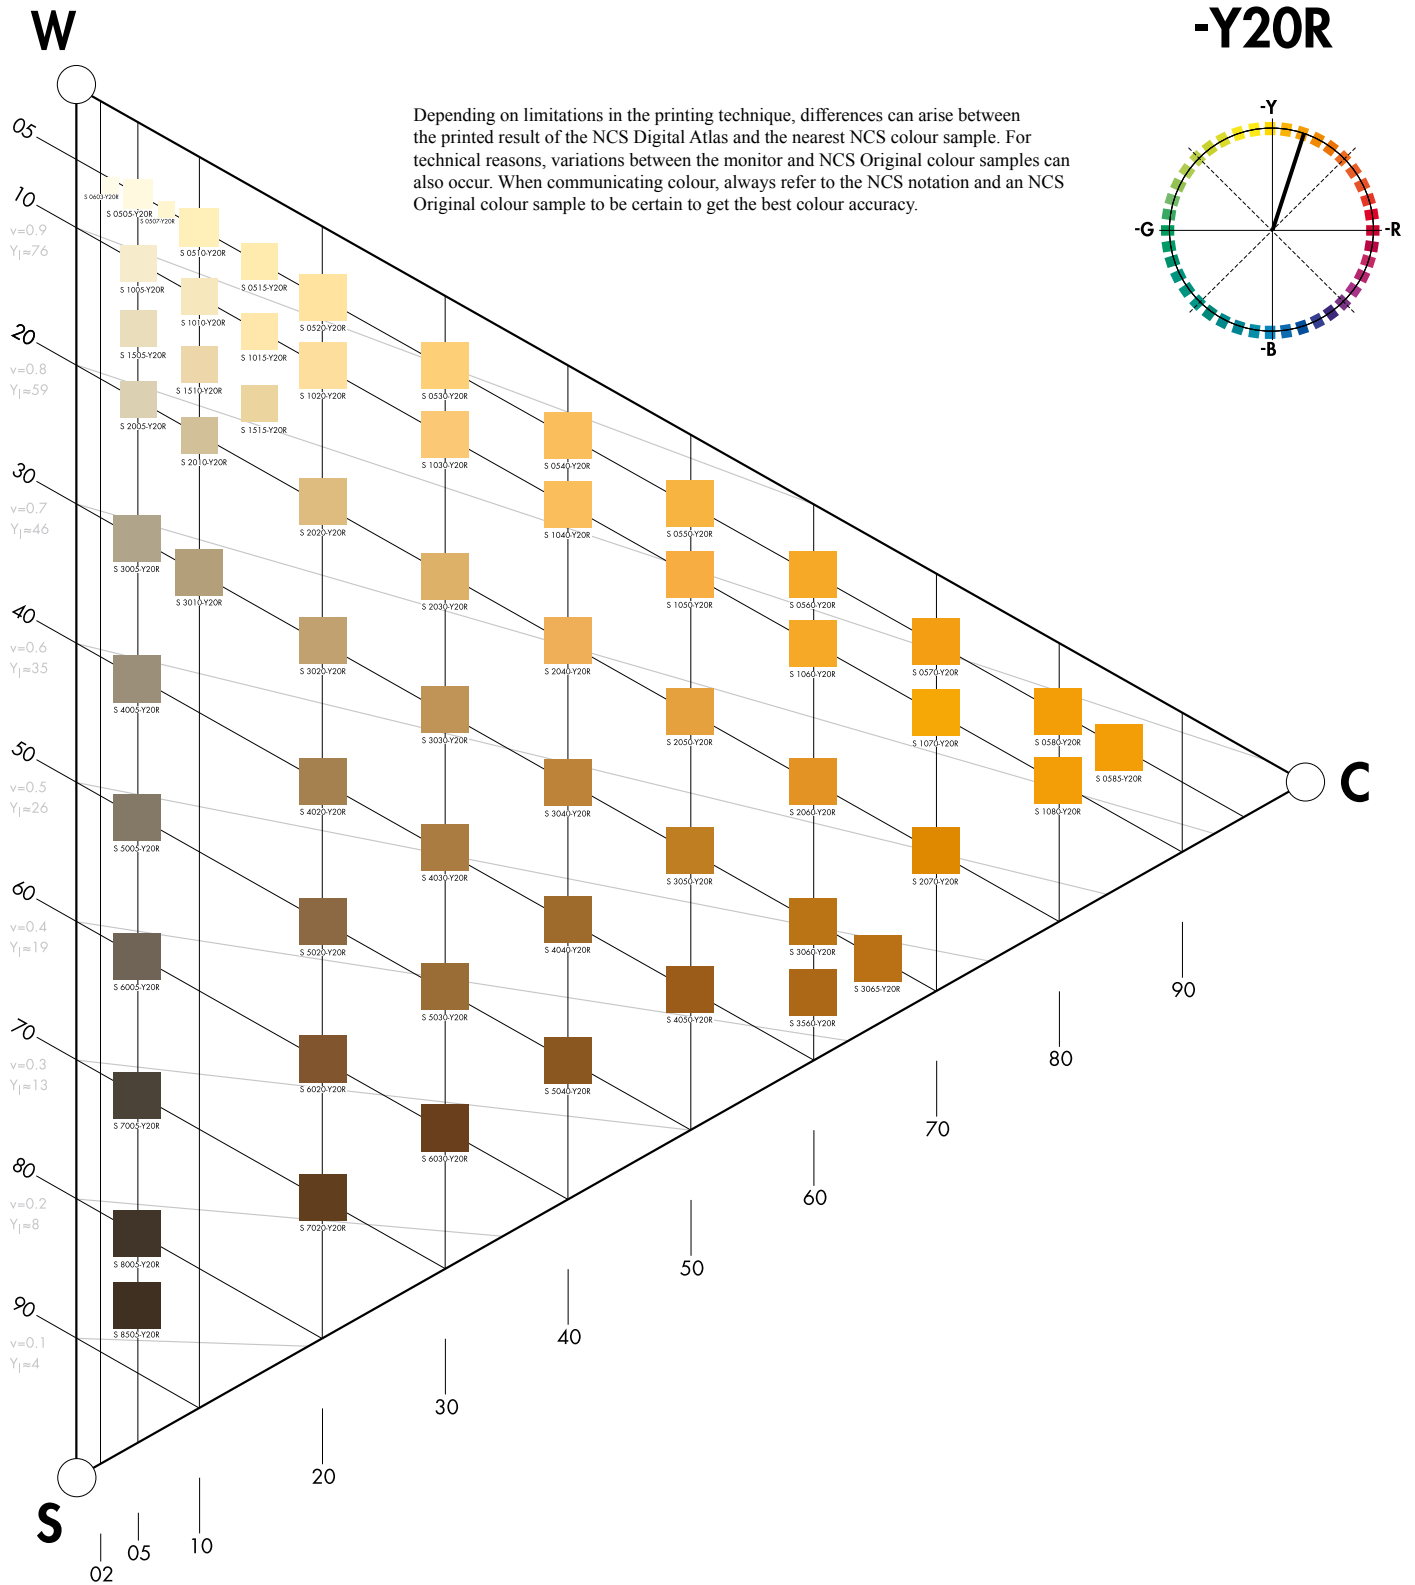 W
-Y20R
Depending on limitations in the printing technique, differences can arise between
the printed result of the NCS Digital Atlas and the nearest NCS colour sample. For
technical reasons, variations between the monitor and NCS Original colour samples can
also occur. When communicating colour, always refer to the NCS notation and an NCS
Original colour sample to be certain to get the best colour accuracy.
-Y
-R
-B
-G
05
10
v=0.9
Y|≈76
20
v=0.8
Y|≈59
30
v=0.7
Y|≈46
40
v=0.6
Y|≈35
50
v=0.5
Y|≈26
60
v=0.4
Y|≈19
70
v=0.3
Y|≈13
80
v=0.2
Y|≈8
90
v=0.1
Y|≈4
S 0603-Y20R
S 0505-Y20R
S 0507-Y20R
S 0510-Y20R
S 0515-Y20R
S 0520-Y20R
S 0530-Y20R
S 0540-Y20R
S 0550-Y20R
S 0560-Y20R
S 0570-Y20R
S 0580-Y20R
S 0585-Y20R
S 1005-Y20R
S 1010-Y20R
S 1015-Y20R
S 1020-Y20R
S 1030-Y20R
S 1040-Y20R
S 1050-Y20R
S 1060-Y20R
S 1070-Y20R
S 1080-Y20R
S 1505-Y20R
S 1510-Y20R
S 1515-Y20R
S 2005-Y20R
S 2010-Y20R
S 2020-Y20R
S 2030-Y20R
S 2040-Y20R
S 2050-Y20R
S 2060-Y20R
S 2070-Y20R
S 3005-Y20R
S 3010-Y20R
S 3020-Y20R
S 3030-Y20R
S 3040-Y20R
S 3050-Y20R
S 3060-Y20R
S 3065-Y20R
S 3560-Y20R
S 4005-Y20R
S 4020-Y20R
S 4030-Y20R
S 4040-Y20R
S 4050-Y20R
S 5005-Y20R
S 5020-Y20R
S 5030-Y20R
S 5040-Y20R
S 6005-Y20R
S 6020-Y20R
S 6030-Y20R
S 7005-Y20R
S 7020-Y20R
S 8005-Y20R
S 8505-Y20R
C
90
80
70
60
50
40
30
20
10
05
02
S